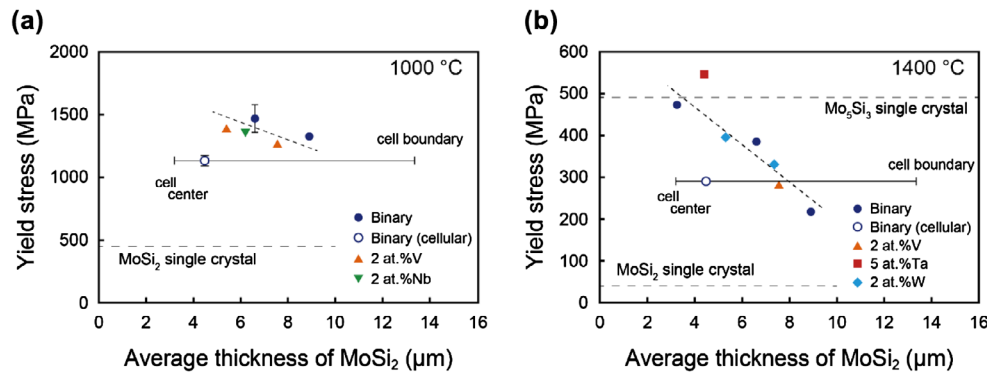 (a)
2000
1500
1000
500
0
Yield stress (MPa)
1000 °C
cell boundary
cell
center
Binary
Binary (cellular)
2 at.%V
2 at.%Nb
MoSi2 single crystal
0 2 4 6 8 10 12 14 16
Average thickness of MoSi2 (μm)
(b)
600
500
400
300
200
100
0
Yield stress (MPa)
1400 °C
Mo5Si3 single crystal
cell boundary
cell
center
Binary
Binary (cellular)
2 at.%V
5 at.%Ta
2 at.%W
MoSi2 single crystal
0 2 4 6 8 10 12 14 16
Average thickness of MoSi2 (μm)